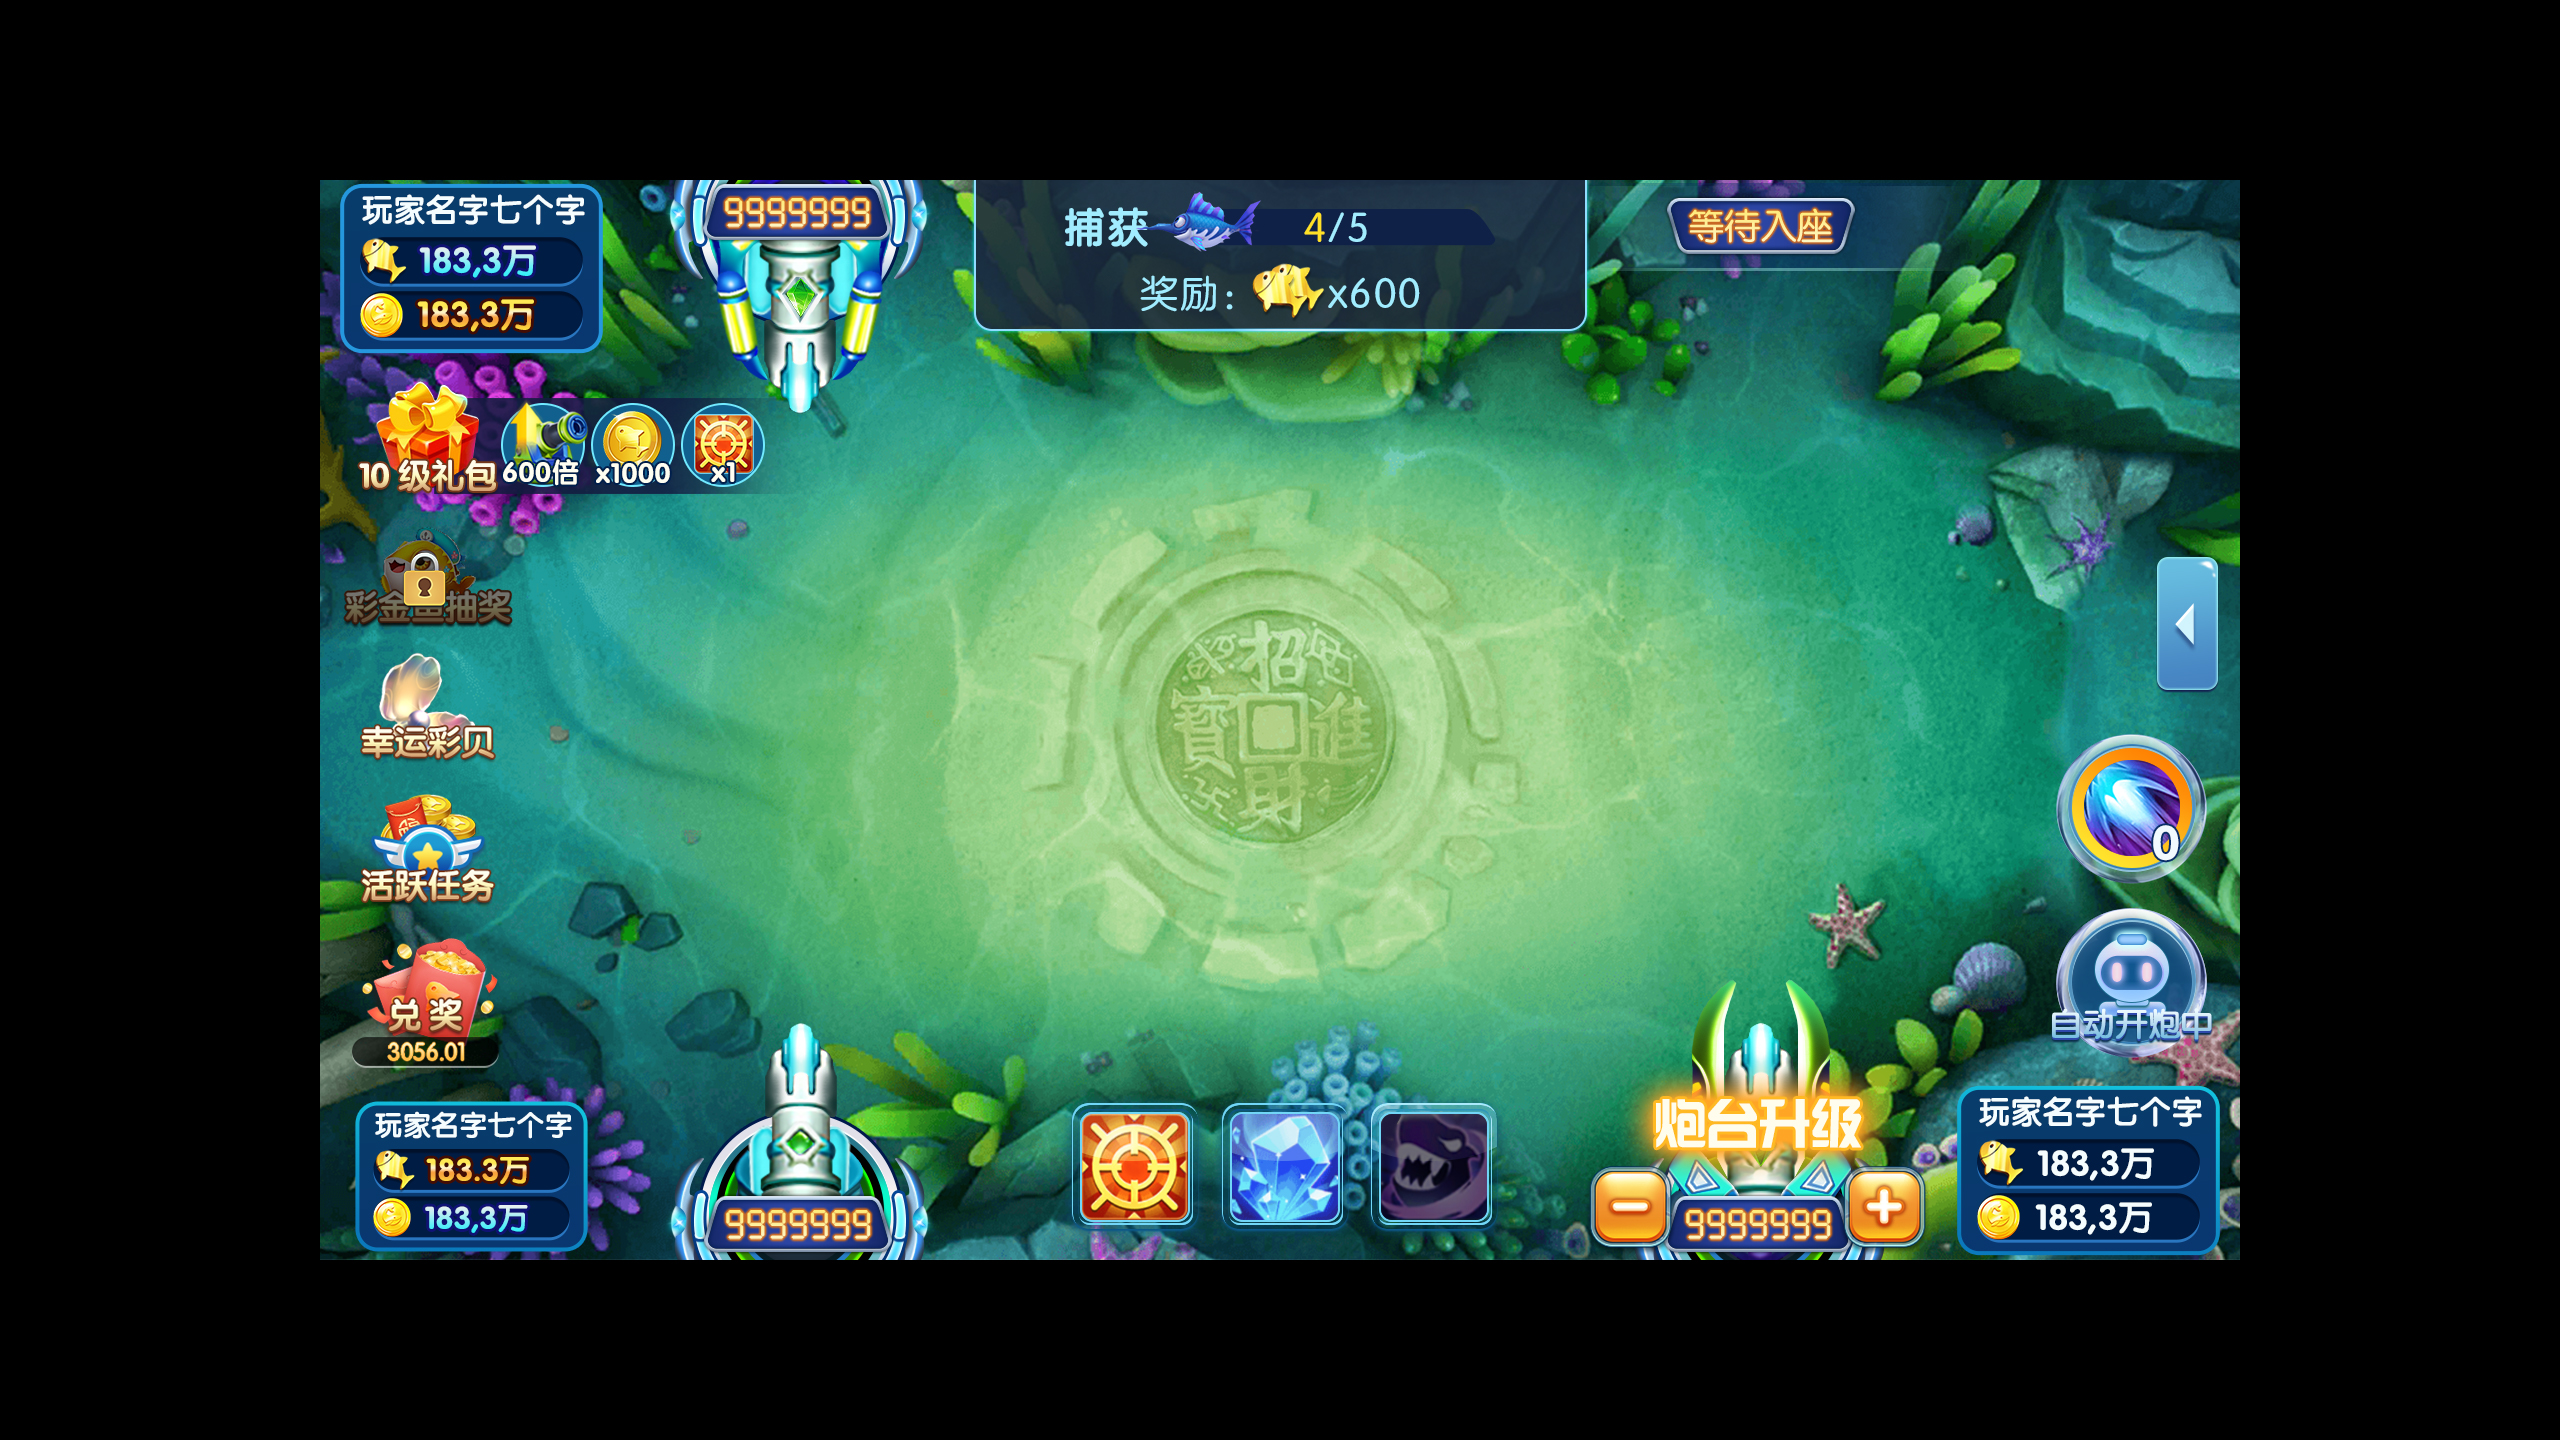 玩家名字七个字
183,3万
183,3万
9999999
捕获 4/5
奖励: x600
等待入座
10 级礼包
600倍
x1000
x1
彩金鱼抽奖
招財進寶
幸运彩贝
活跃任务
0
兑奖
3056.01
自动开炮中
玩家名字七个字
183.3万
183,3万
9999999
炮台升级
9999999
玩家名字七个字
183,3万
183,3万